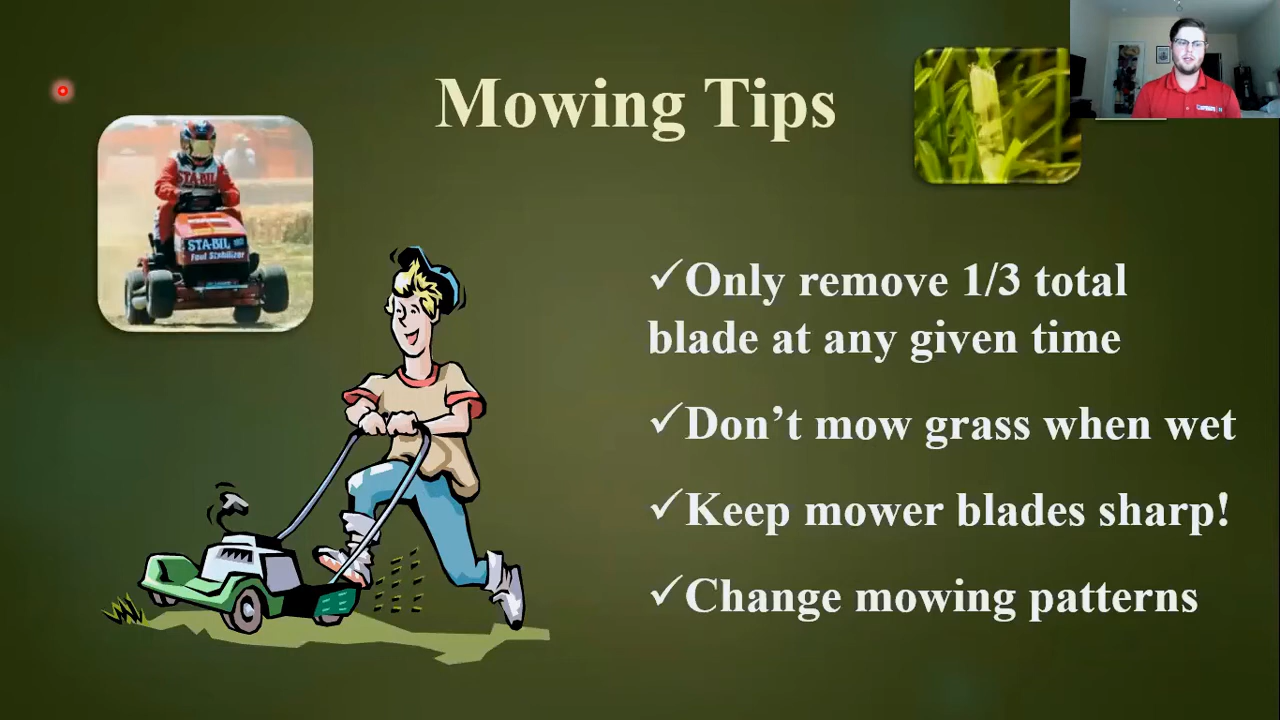 Mowing Tips
STA-BIL
STA-BIL
Fuel Stabilizer
✓Only remove 1/3 total
blade at any given time
✓Don’t mow grass when wet
✓Keep mower blades sharp!
✓Change mowing patterns